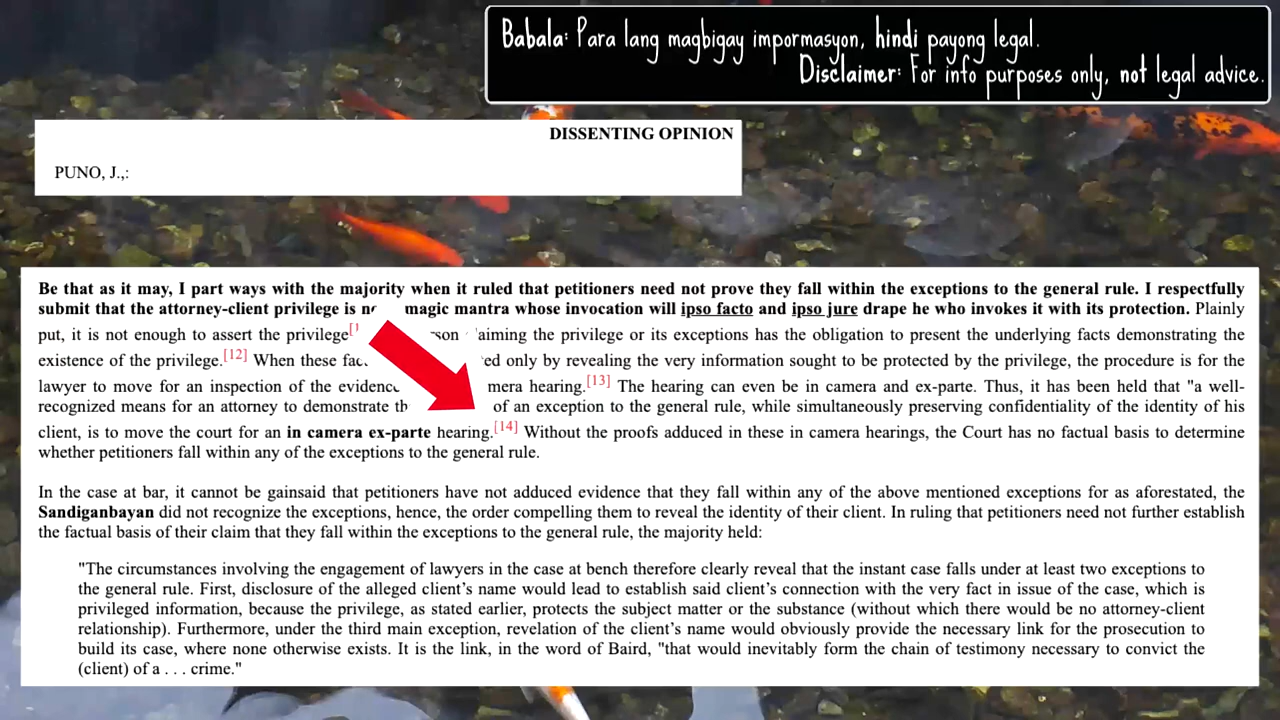 Babala: Para lang magbigay impormasyon, hindi payong legal.
Disclaimer: For info purposes only, not legal advice.
DISSENTING OPINION
PUNO, J.,:
Be that as it may, I part ways with the majority when it ruled that petitioners need not prove they fall within the exceptions to the general rule. I respectfully
submit that the attorney-client privilege is magic mantra whose invocation will ipso facto and ipso jure drape he who invokes it with its protection. Plainly
put, it is not enough to assert the privilege the privilege or its exceptions has the obligation to present the underlying facts demonstrating the
existence of the privilege.[12] When these only by revealing the very information sought to be protected by the privilege, the procedure is for the
lawyer to move for an inspection of the hearing.[13] The hearing can even be in camera and ex-parte. Thus, it has been held that "a well-
recognized means for an attorney to demonstrate of an exception to the general rule, while simultaneously preserving confidentiality of the identity of his
client, is to move the court for an in camera ex-parte hearing.[14] Without the proofs adduced in these in camera hearings, the Court has no factual basis to determine
whether petitioners fall within any of the exceptions to the general rule.
In the case at bar, it cannot be gainsaid that petitioners have not adduced evidence that they fall within any of the above mentioned exceptions for as aforestated, the
Sandiganbayan did not recognize the exceptions, hence, the order compelling them to reveal the identity of their client. In ruling that petitioners need not further establish
the factual basis of their claim that they fall within the exceptions to the general rule, the majority held:
"The circumstances involving the engagement of lawyers in the case at bench therefore clearly reveal that the instant case falls under at least two exceptions to
the general rule. First, disclosure of the alleged client's name would lead to establish said client's connection with the very fact in issue of the case, which is
privileged information, because the privilege, as stated earlier, protects the subject matter or the substance (without which there would be no attorney-client
relationship). Furthermore, under the third main exception, revelation of the client's name would obviously provide the necessary link for the prosecution to
build its case, where none otherwise exists. It is the link, in the word of Baird, "that would inevitably form the chain of testimony necessary to convict the
(client) of a . . . crime."